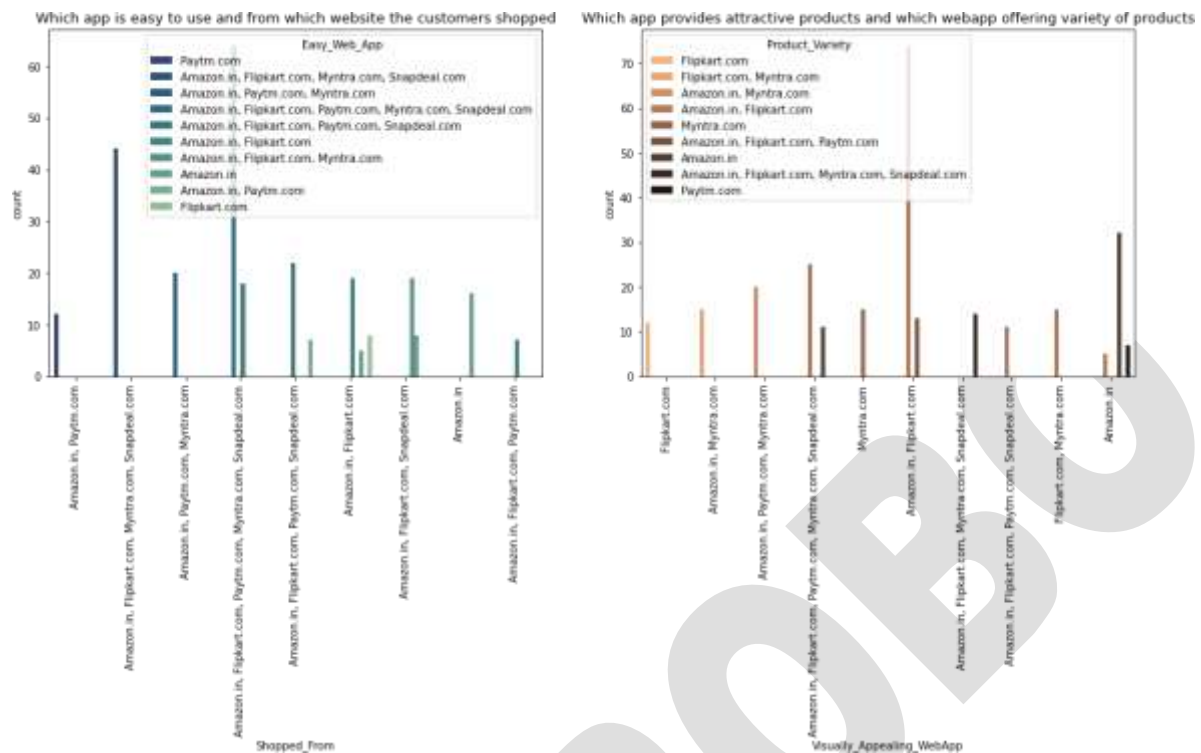 Which app is easy to use and from which website the customers shopped
Easy_Web_App
Paytm.com
Amazon.in, Flipkart.com, Myntra.com, Snapdeal.com
Amazon.in, Paytm.com, Myntra.com
Amazon.in, Flipkart.com, Paytm.com, Myntra.com, Snapdeal.com
Amazon.in, Flipkart.com, Paytm.com, Snapdeal.com
Amazon.in, Flipkart.com
Amazon.in, Flipkart.com, Myntra.com
Amazon.in
Amazon.in, Paytm.com
Flipkart.com
60
50
40
30
20
10
0
count
Amazon.in, Paytm.com
Amazon.in, Flipkart.com, Myntra.com, Snapdeal.com
Amazon.in, Paytm.com, Myntra.com
Amazon.in, Flipkart.com, Paytm.com, Myntra.com, Snapdeal.com
Amazon.in, Flipkart.com, Paytm.com, Snapdeal.com
Amazon.in, Flipkart.com
Amazon.in, Flipkart.com, Snapdeal.com
Amazon.in
Amazon.in, Flipkart.com, Paytm.com
Shopped_From
Which app provides attractive products and which webapp offering variety of products
Product_Variety
Flipkart.com
Flipkart.com, Myntra.com
Amazon.in, Myntra.com
Amazon.in, Flipkart.com
Myntra.com
Amazon.in, Flipkart.com, Paytm.com
Amazon.in
Amazon.in, Flipkart.com, Myntra.com, Snapdeal.com
Paytm.com
70
60
50
40
30
20
10
0
count
Flipkart.com
Amazon.in, Myntra.com
Amazon.in, Paytm.com, Myntra.com
Amazon.in, Flipkart.com, Paytm.com, Myntra.com, Snapdeal.com
Myntra.com
Amazon.in, Flipkart.com
Amazon.in, Flipkart.com, Myntra.com, Snapdeal.com
Amazon.in, Flipkart.com, Paytm.com, Snapdeal.com
Flipkart.com, Myntra.com
Amazon.in
Visually_Appealing_WebApp